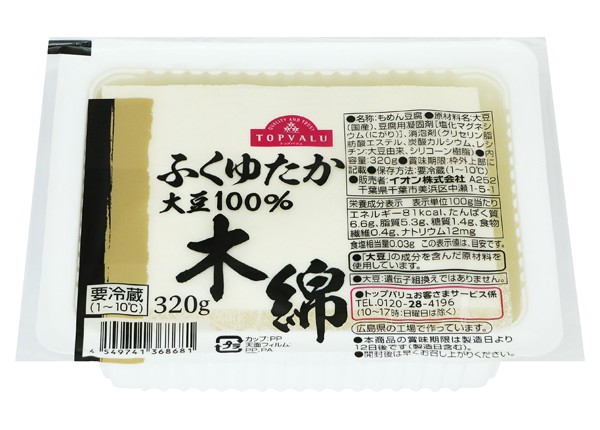 QUALITY AND TRUST
TOPVALU
トップバリュ
ふくゆたか
大豆100%
木綿
要冷蔵
(1〜10℃)
320g
4 549741 368681
プラ
カップ:PP
天面フィルム:
PP・PA
●名称:もめん豆腐●原材料名:大豆
(国産)、豆腐用凝固剤[塩化マグネシ
ウム(にがり)]、消泡剤(グリセリン脂
肪酸エステル、炭酸カルシウム、レシ
チン:大豆由来、シリコーン樹脂)●内
容量:320g●賞味期限:枠外上部に
記載●保存方法:要冷蔵(1〜10℃)
●販売者:イオン株式会社 A252
千葉県千葉市美浜区中瀬1-5-1
栄養成分表示 表示単位100g当たり
エネルギー81kcal、たんぱく質
6.6g、脂質5.3g、糖質1.4g、食物
繊維0.4g、ナトリウム12mg
食塩相当量0.03g この表示値は、目安です。
●「大豆」の成分を含んだ原材料を
使用しています。
●大豆:遺伝子組換えではありません。
●トップバリュお客さまサービス係
TEL.0120-28-4196
(10〜17時:日曜日は除く)
広島県の工場で作っています。
●本商品の賞味期限は製造日より
12日後です(製造日含む)。
●開封後は早くお召し上がりください。